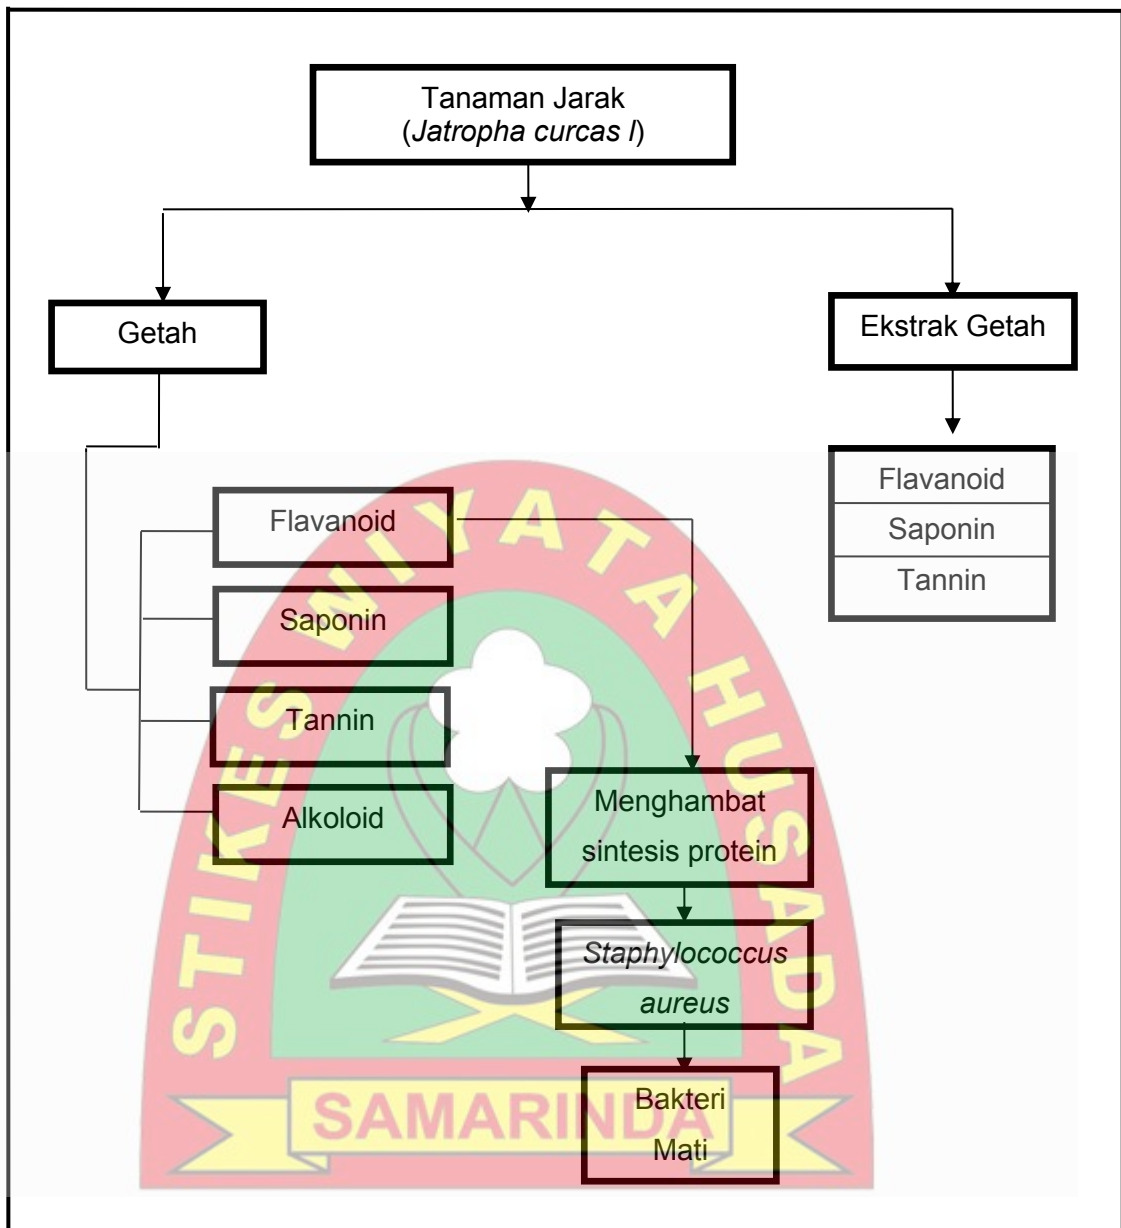 Tanaman Jarak
(Jatropha curcas l)
Getah
Ekstrak Getah
Flavanoid
Saponin
Tannin
Alkoloid
Flavanoid
Saponin
Tannin
Menghambat
sintesis protein
Staphylococcus
aureus
Bakteri
Mati
STIKES WIYATA HUSADA
SAMARINDA